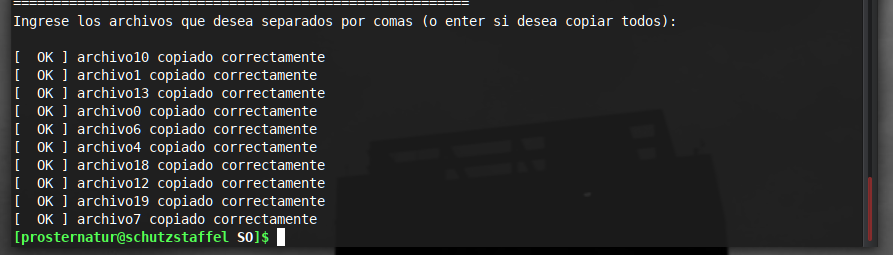 ========================================================
Ingrese los archivos que desea separados por comas (o enter si desea copiar todos):
[  OK ] archivo10 copiado correctamente
[  OK ] archivo1 copiado correctamente
[  OK ] archivo13 copiado correctamente
[  OK ] archivo0 copiado correctamente
[  OK ] archivo6 copiado correctamente
[  OK ] archivo4 copiado correctamente
[  OK ] archivo18 copiado correctamente
[  OK ] archivo12 copiado correctamente
[  OK ] archivo19 copiado correctamente
[  OK ] archivo7 copiado correctamente
[prosternatur@schutzstaffel SO]$